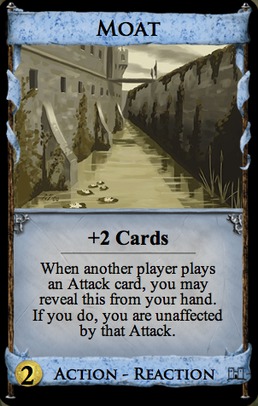 MOAT
+2 Cards
When another player plays
an Attack card, you may
reveal this from your hand.
If you do, you are unaffected
by that Attack.
2 ACTION - REACTION